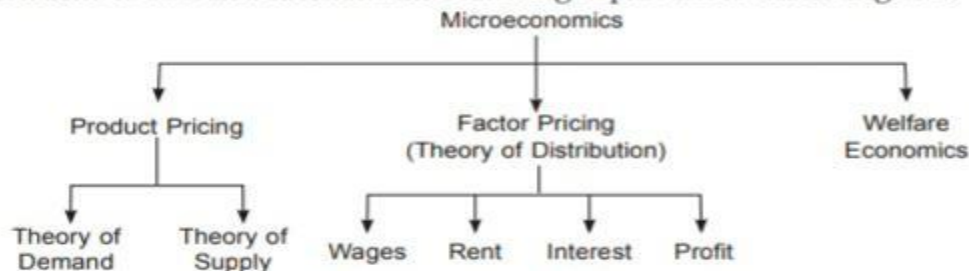 Microeconomics
Product Pricing
Factor Pricing
(Theory of Distribution)
Welfare
Economics
Theory of
Demand
Theory of
Supply
Wages
Rent
Interest
Profit